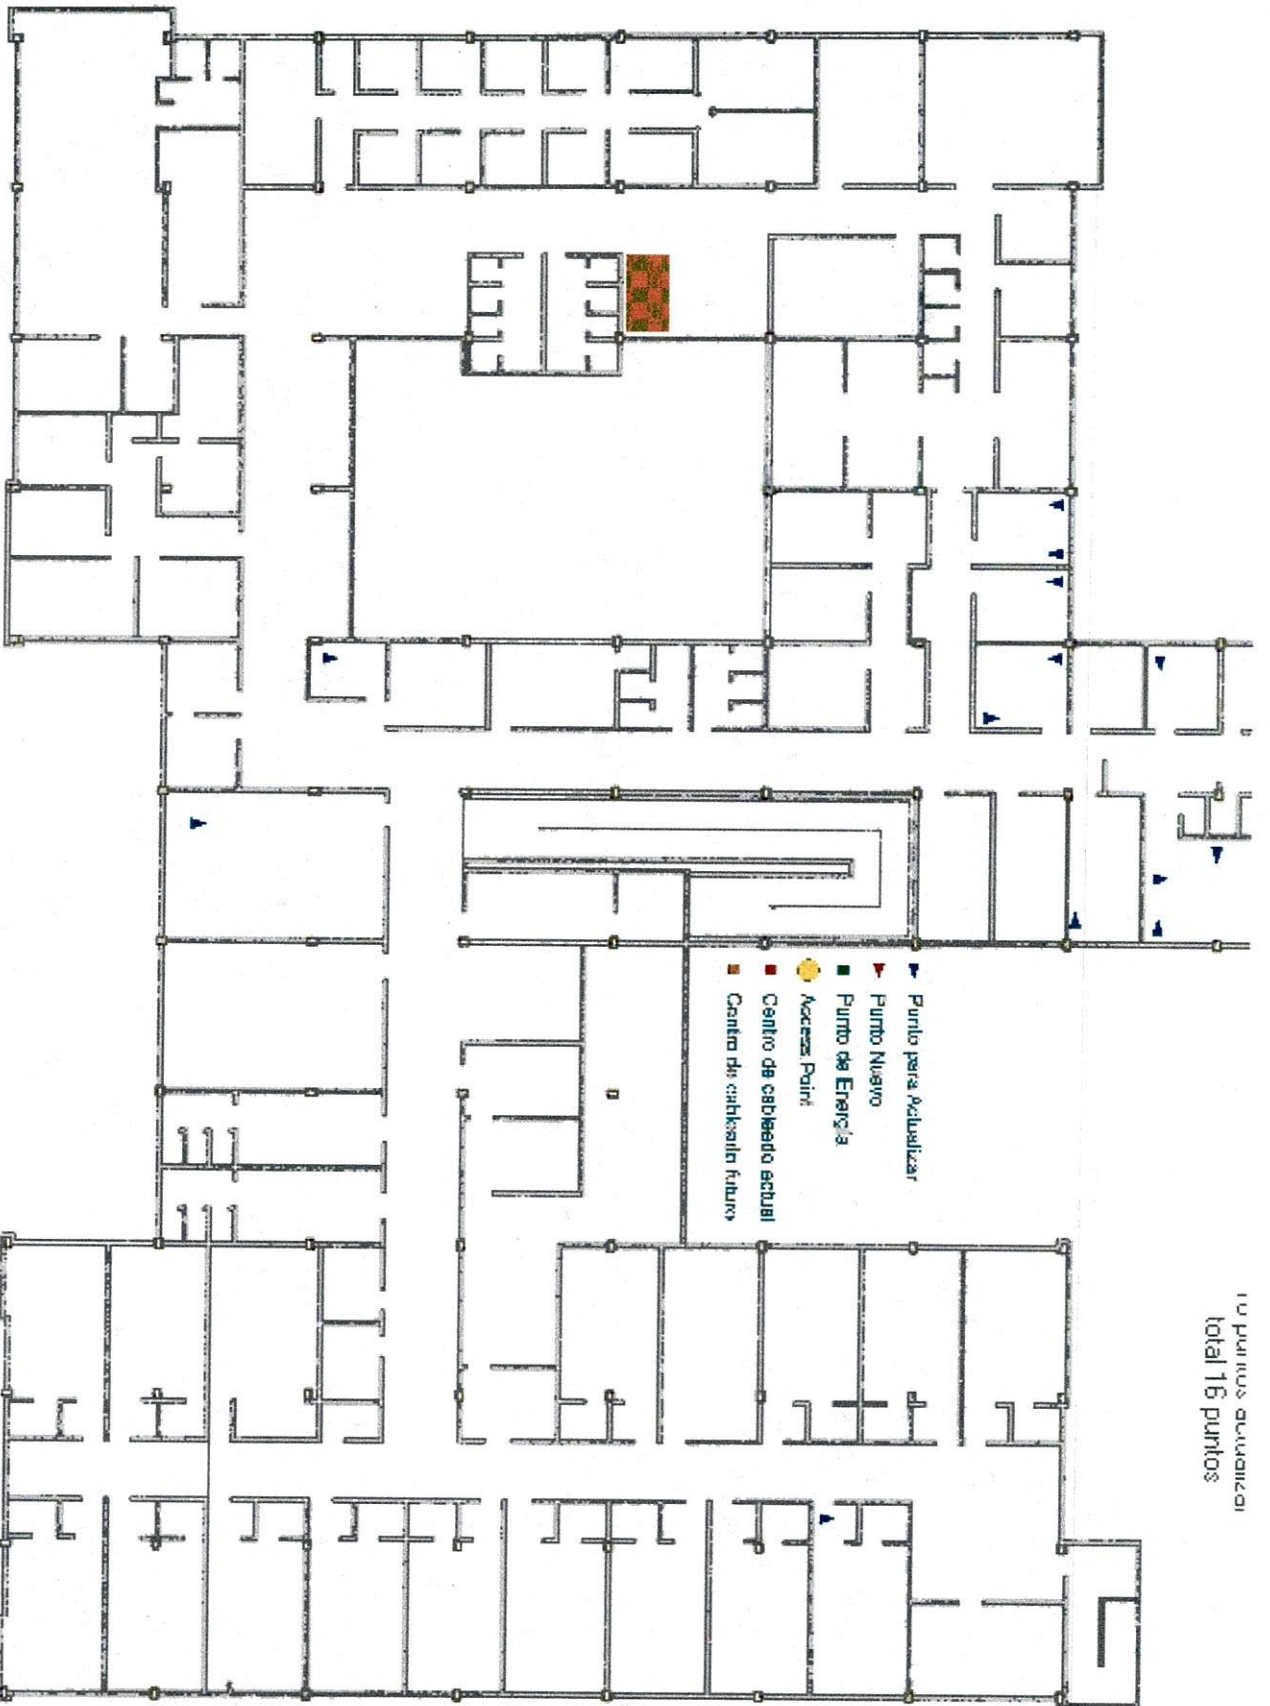 Punto para Actualizar
Punto Nuevo
Punto de Energía
Access Point
Centro de cableado actual
Centro de cableado futuro
total 16 puntos